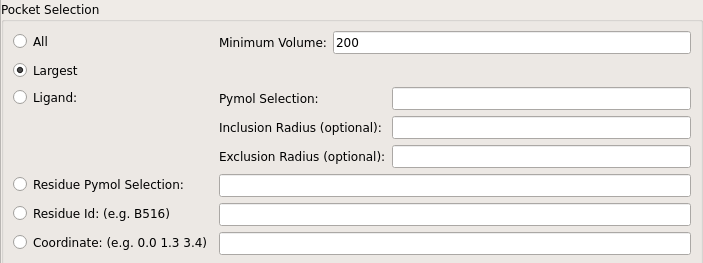 Pocket Selection
All
Minimum Volume: 200
Largest
Ligand:
Pymol Selection:
Inclusion Radius (optional):
Exclusion Radius (optional):
Residue Pymol Selection:
Residue Id: (e.g. B516)
Coordinate: (e.g. 0.0 1.3 3.4)